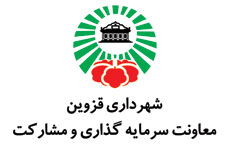 شهرداری قزوین
معاونت سرمایه گذاری و مشارکت